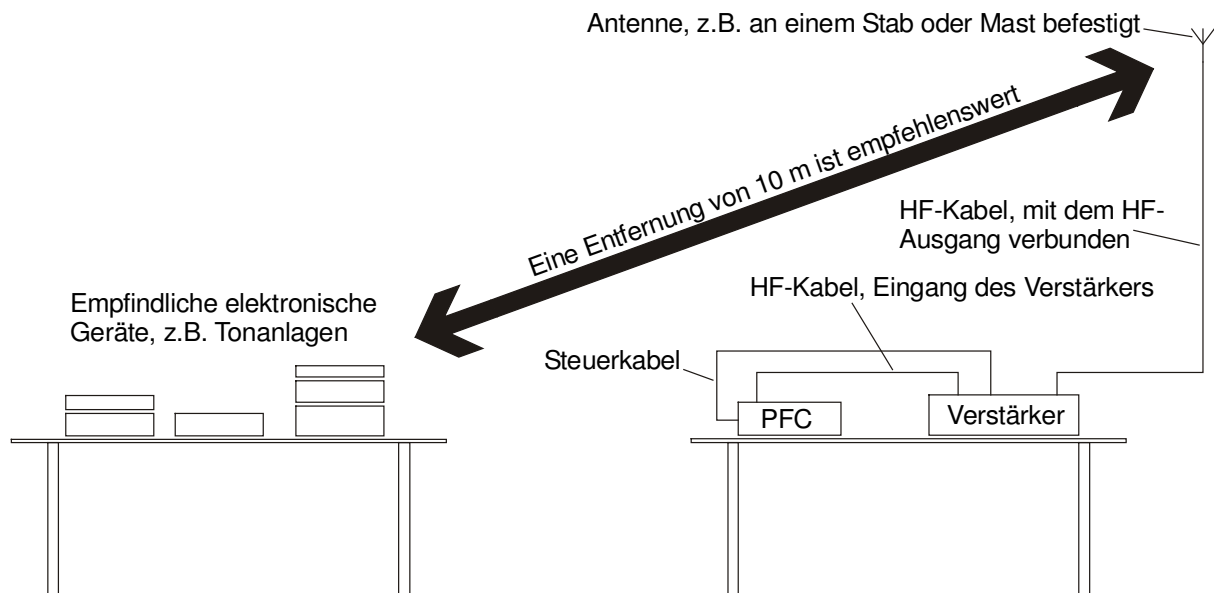 Antenne, z.B. an einem Stab oder Mast befestigt
Eine Entfernung von 10 m ist empfehlenswert
HF-Kabel, mit dem HF-
Ausgang verbunden
HF-Kabel, Eingang des Verstärkers
Empfindliche elektronische
Geräte, z.B. Tonanlagen
Steuerkabel
PFC
Verstärker